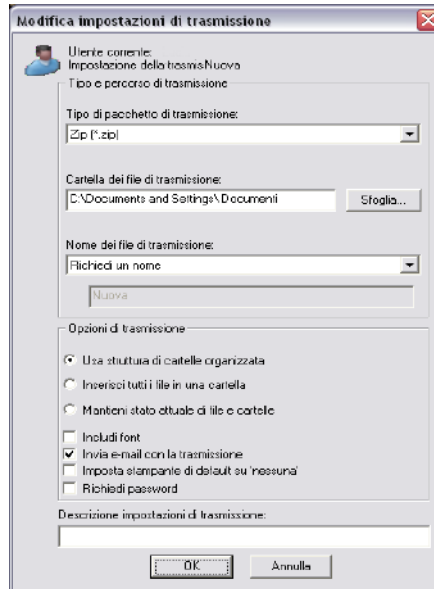 Modifica impostazioni di trasmissione
Utente corrente:
Impostazione della trasmis Nuova
Tipo e percorso di trasmissione
Tipo di pacchetto di trasmissione:
Zip (*.zip)
Cartella dei file di trasmissione:
C:\Documents and Settings\ Documenti
Sfoglia...
Nome dei file di trasmissione:
Richiedi un nome
Nuova
Opzioni di trasmissione
Usa struttura di cartelle organizzata
Inserisci tutti i file in una cartella
Mantieni stato attuale di file e cartelle
Includi font
Invia e-mail con la trasmissione
Imposta stampante di default su 'nessuna'
Richiedi password
Descrizione impostazioni di trasmissione:
OK Annulla